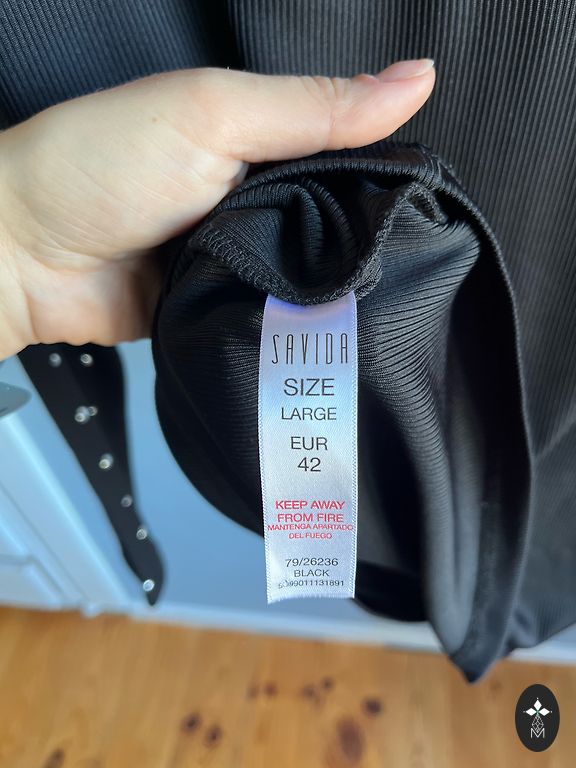 SAVIDA
SIZE
LARGE
EUR
42
KEEP AWAY
FROM FIRE
MANTENGA APARTADO
DEL FUEGO
79/26236
BLACK
M